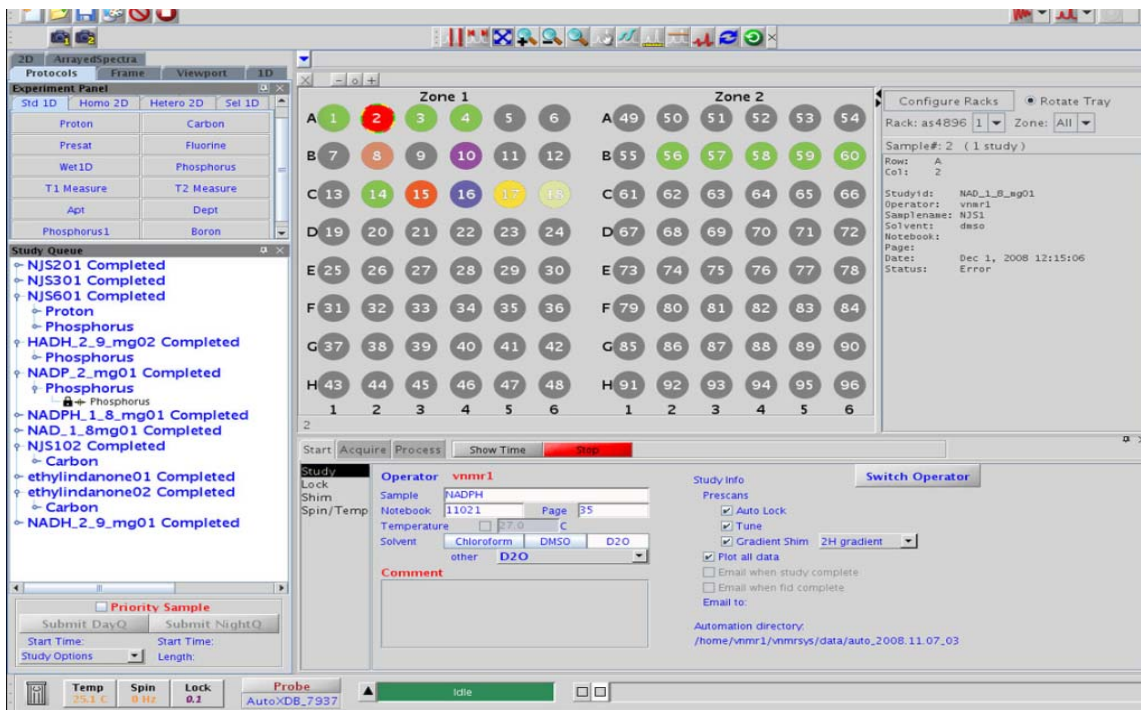 2D ArrayedSpectra
Protocols Frame Viewport 1D
Experiment Panel
Std 1D Homo 2D Hetero 2D Sel 1D
Proton Carbon
Presat Fluorine
Wet1D Phosphorus
T1 Measure T2 Measure
Apt Dept
Phosphorus1 Boron
Study Queue
NJS201 Completed
NJS301 Completed
NJS601 Completed
Proton
Phosphorus
HADH_2_9_mg02 Completed
Phosphorus
NADP_2_mg01 Completed
Phosphorus
Phosphorus
NADPH_1_8_mg01 Completed
NAD_1_8mg01 Completed
NJS102 Completed
Carbon
ethylindanone01 Completed
ethylindanone02 Completed
Carbon
NADH_2_9_mg01 Completed
Priority Sample
Submit DayQ Submit NightQ
Start Time: Start Time:
Study Options Length:
Zone 1 Zone 2
A 1 2 3 4 5 6 A 49 50 51 52 53 54
B 7 8 9 10 11 12 B 55 56 57 58 59 60
C 13 14 15 16 17 18 C 61 62 63 64 65 66
D 19 20 21 22 23 24 D 67 68 69 70 71 72
E 25 26 27 28 29 30 E 73 74 75 76 77 78
F 31 32 33 34 35 36 F 79 80 81 82 83 84
G 37 38 39 40 41 42 G 85 86 87 88 89 90
H 43 44 45 46 47 48 H 91 92 93 94 95 96
1 2 3 4 5 6 1 2 3 4 5 6
2
Configure Racks Rotate Tray
Rack: as4896 1 Zone: All
Sample#: 2 ( 1 study )
Row: A
Col: 2
Studyid: NAD_1_8_mg01
Operator: vnmr1
Samplename: NJS1
Solvent: dmso
Notebook:
Page:
Date: Dec 1, 2008 12:15:06
Status: Error
Start Acquire Process Show Time Stop
Study
Lock
Shim
Spin/Temp
Operator vnmr1
Sample NADPH
Notebook 11021 Page 35
Temperature 27.0 C
Solvent Chloroform DMSO D2O
other D2O
Comment
Study Info Switch Operator
Prescans
Auto Lock
Tune
Gradient Shim 2H gradient
Plot all data
Email when study complete
Email when fid complete
Email to:
Automation directory:
/home/vnmr1/vnmrsys/data/auto_2008.11.07_03
Temp Spin Lock Probe
25.1 C 0 Hz 0.1 AutoXDB_7937
Idle